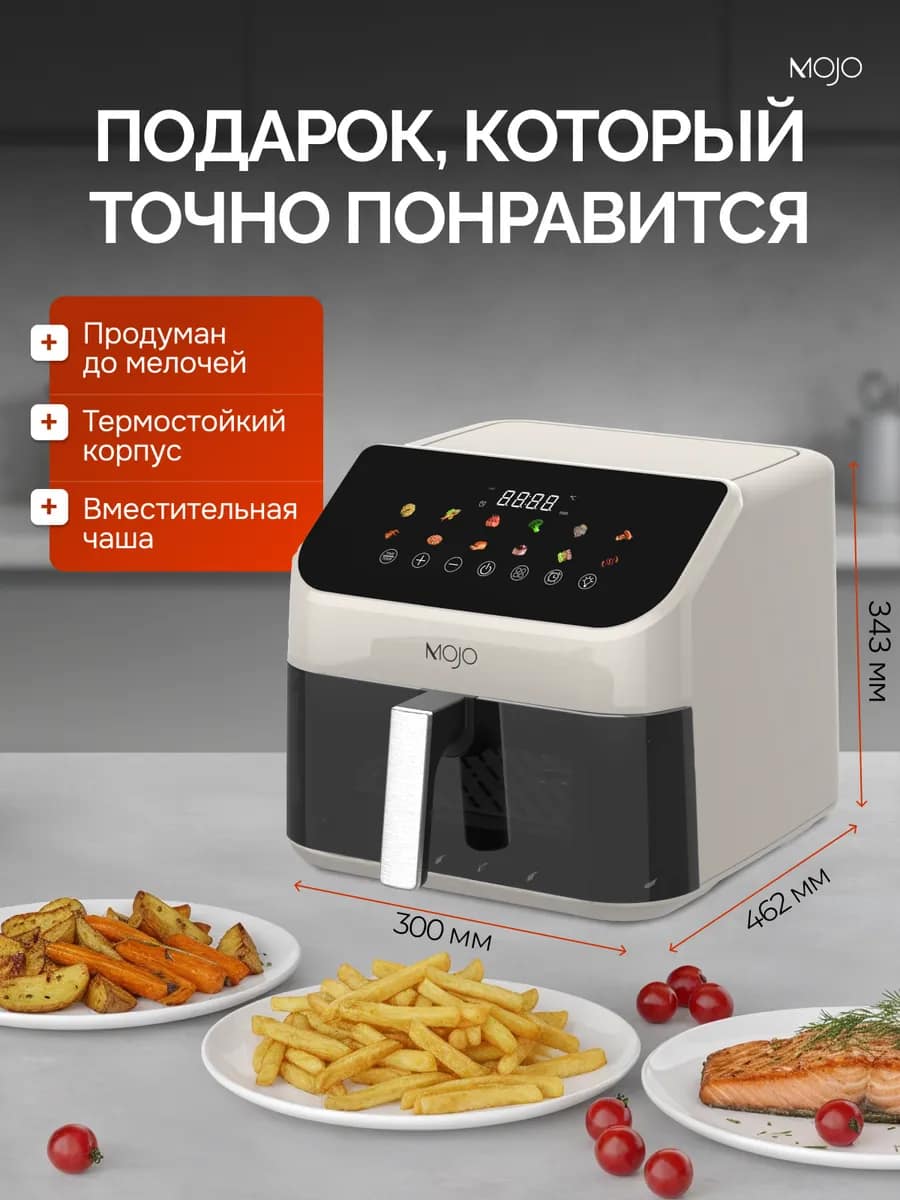 MOJO
ПОДАРОК, КОТОРЫЙ
ТОЧНО ПОНРАВИТСЯ
+ Продуман
до мелочей
+ Термостойкий
корпус
+ Вместительная
чаша
8888
MOJO
343 мм
462 мм
300 мм